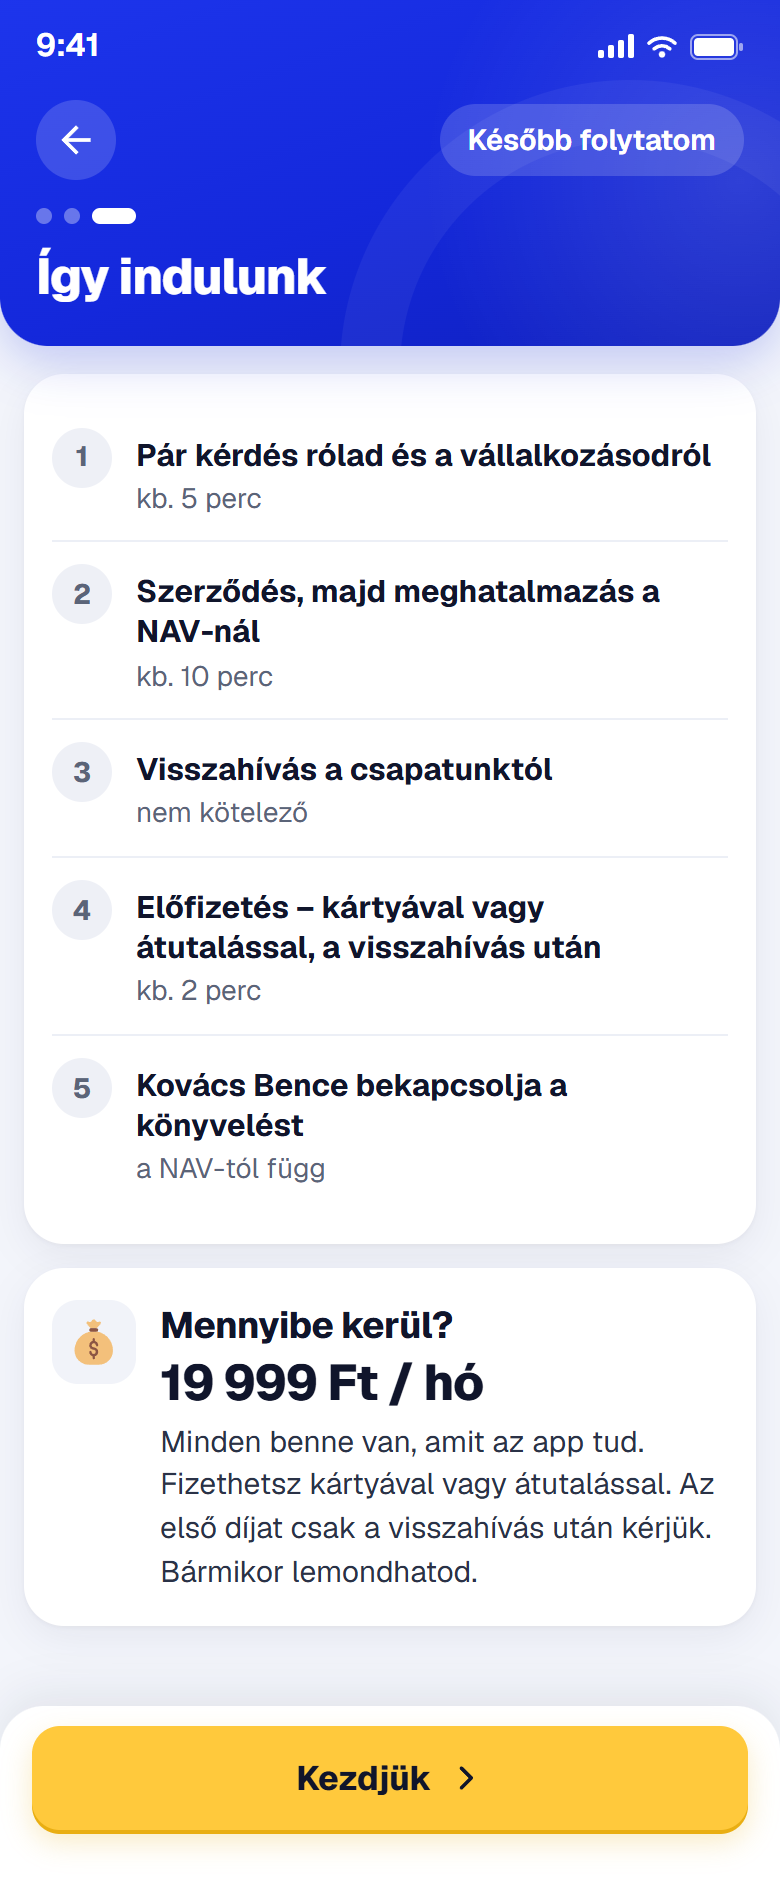 9:41
Később folytatom
Így indulunk
1
Pár kérdés rólad és a vállalkozásodról
kb. 5 perc
2
Szerződés, majd meghatalmazás a
NAV-nál
kb. 10 perc
3
Visszahívás a csapatunktól
nem kötelező
4
Előfizetés – kártyával vagy
átutalással, a visszahívás után
kb. 2 perc
5
Kovács Bence bekapcsolja a
könyvelést
a NAV-tól függ
$
Mennyibe kerül?
19 999 Ft / hó
Minden benne van, amit az app tud.
Fizethetsz kártyával vagy átutalással. Az
első díjat csak a visszahívás után kérjük.
Bármikor lemondhatod.
Kezdjük